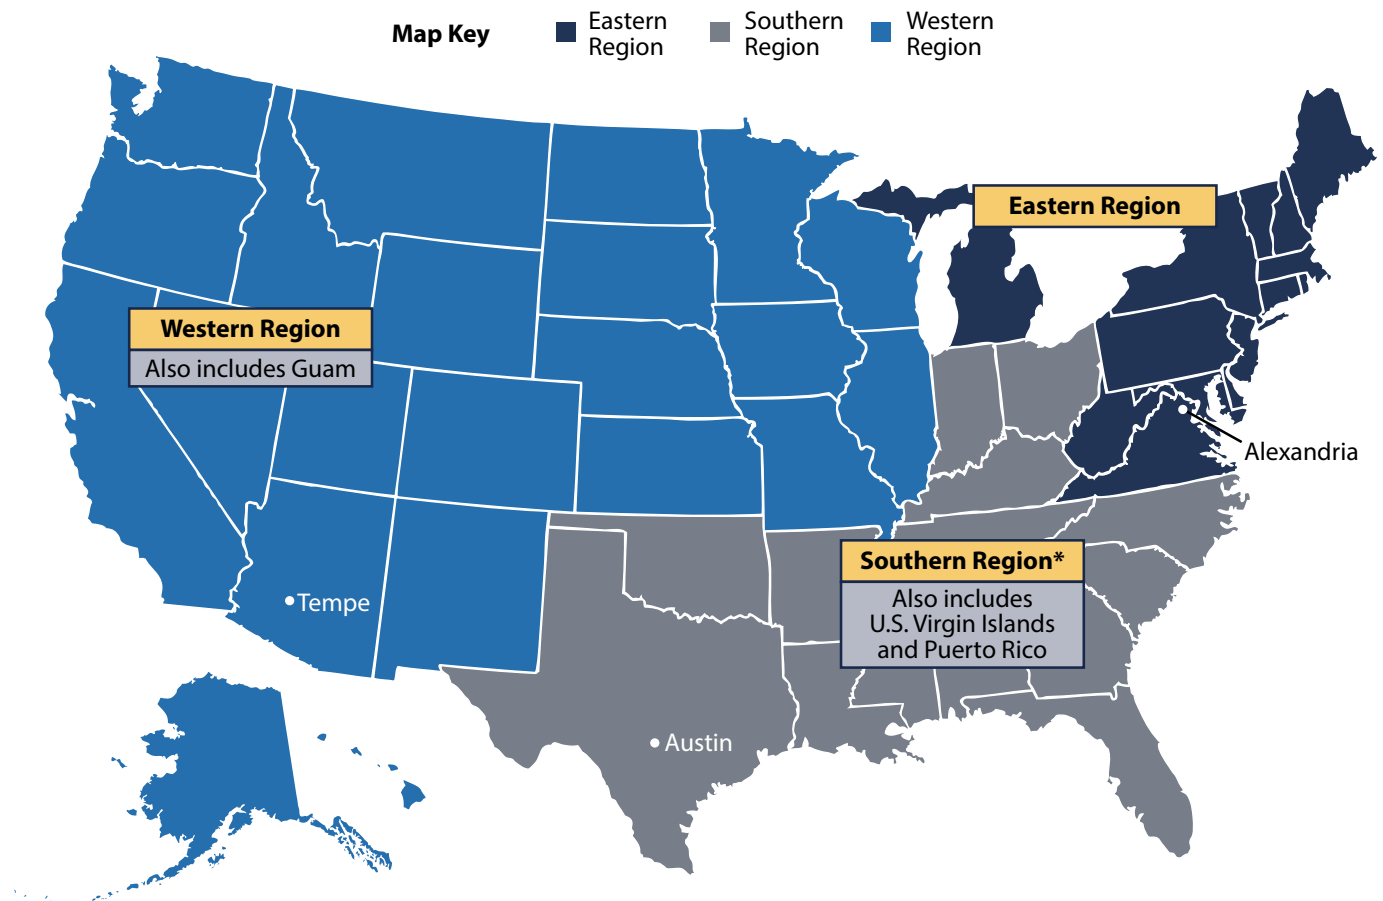 Map Key
Eastern
Region
Southern
Region
Western
Region
Eastern Region
Western Region
Also includes Guam
Alexandria
Southern Region*
Also includes
U.S. Virgin Islands
and Puerto Rico
Tempe
Austin